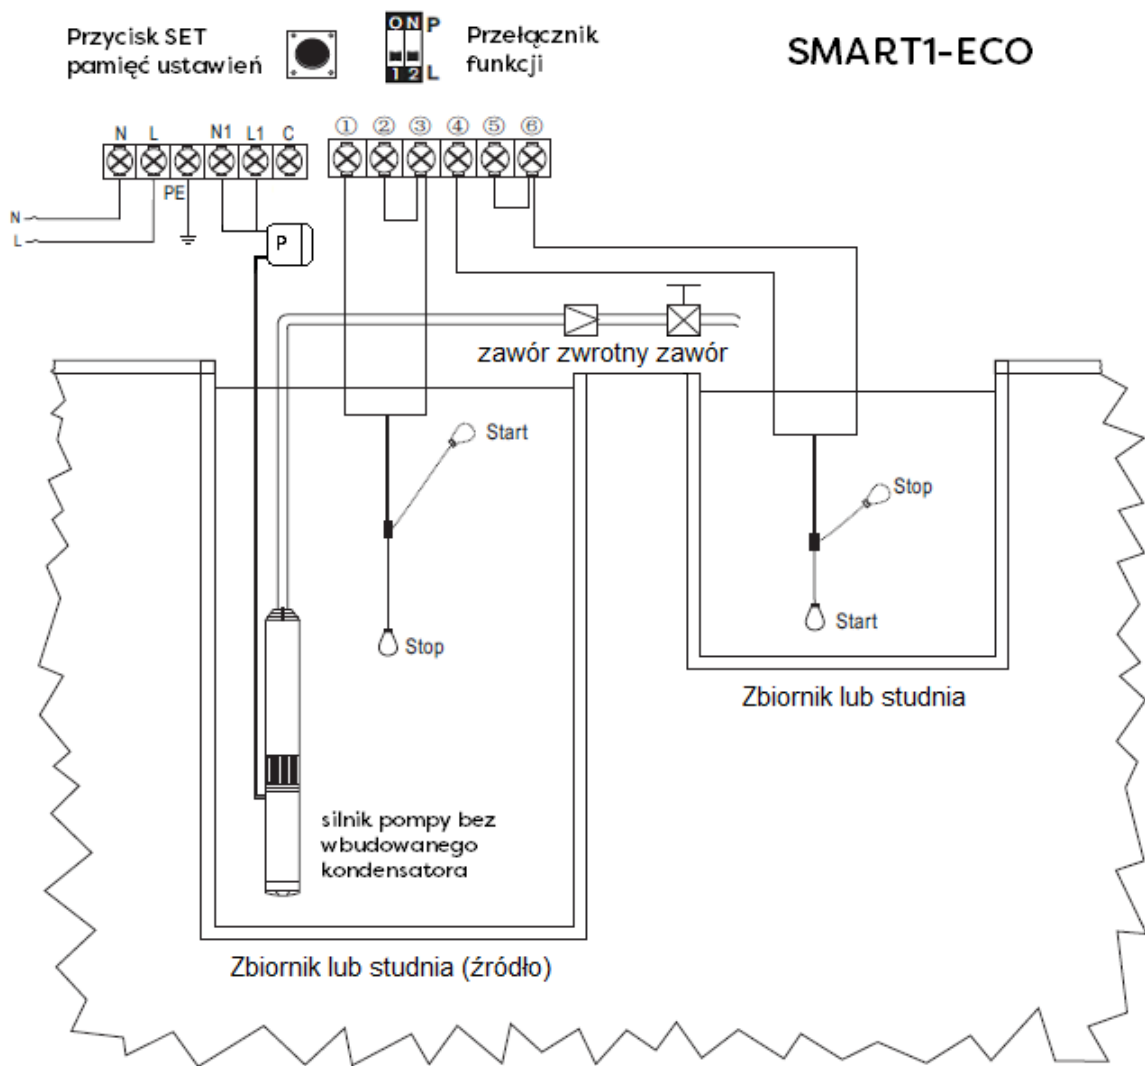 Przycisk SET
pamięć ustawień
ON P
1 2 L
Przełącznik
funkcji
SMART1-ECO
N L N1 L1 C
① ② ③ ④ ⑤ ⑥
PE
N
L
P
zawór zwrotny zawór
Start
Stop
Stop
Start
Zbiornik lub studnia
silnik pompy bez
wbudowanego
kondensatora
Zbiornik lub studnia (źródło)